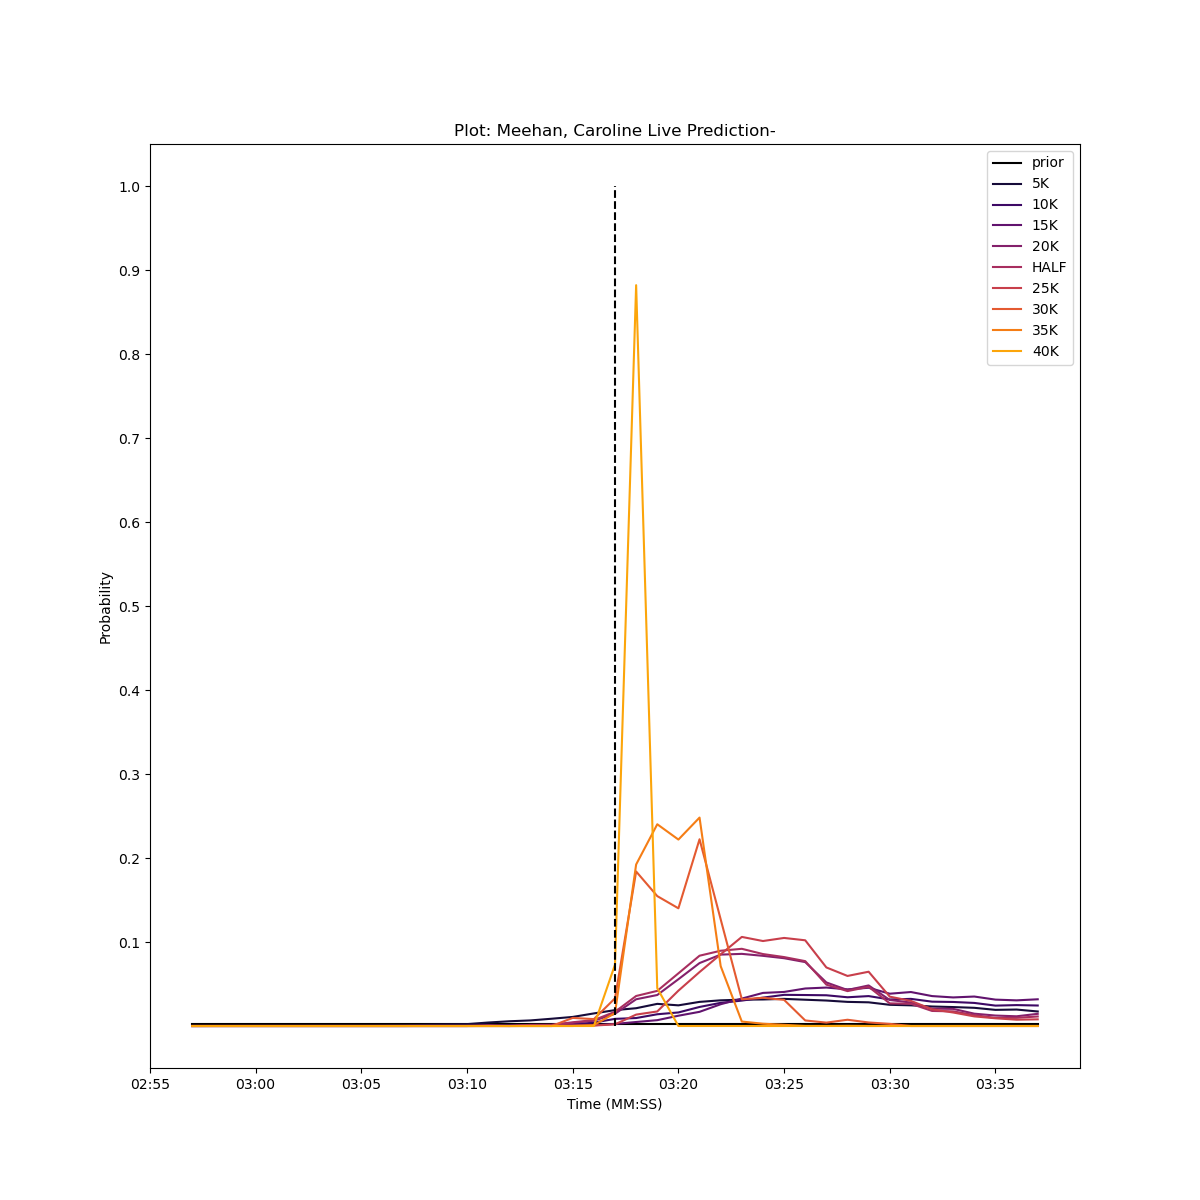 Plot: Meehan, Caroline Live Prediction-
prior
5K
10K
15K
20K
HALF
25K
30K
35K
40K
1.0
0.9
0.8
0.7
0.6
0.5
0.4
0.3
0.2
0.1
Probability
02:55 03:00 03:05 03:10 03:15 03:20 03:25 03:30 03:35
Time (MM:SS)